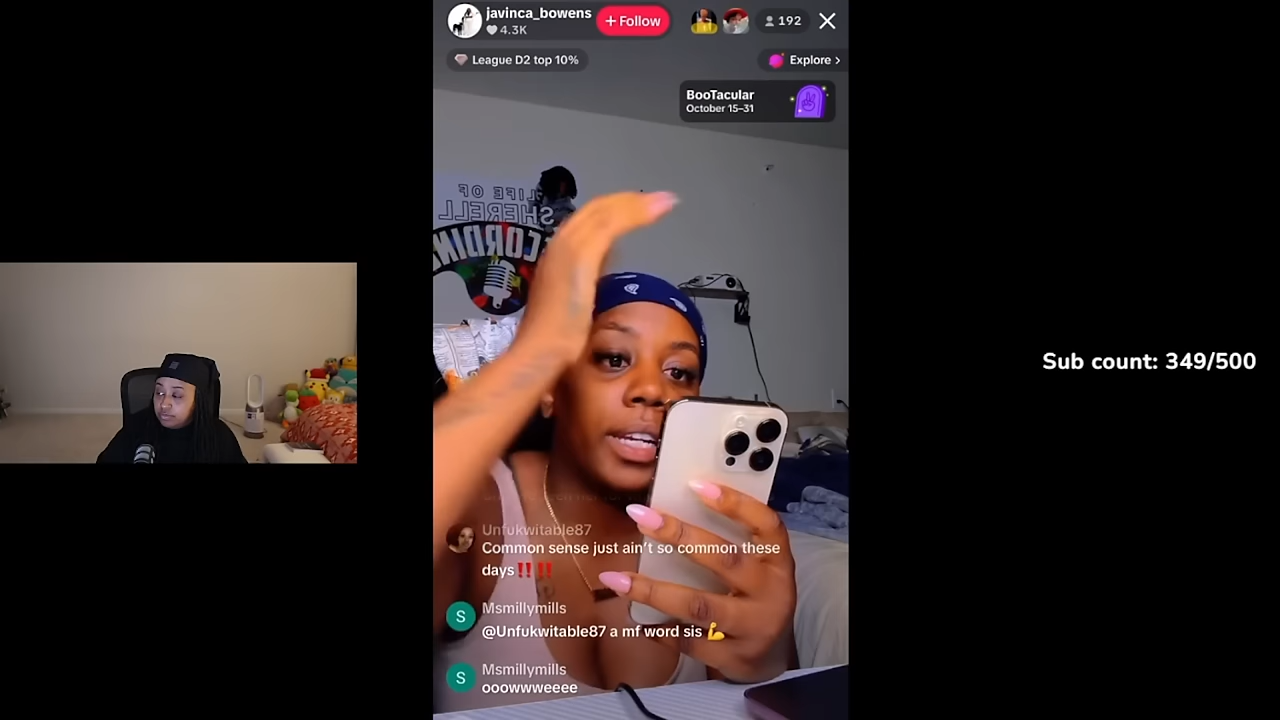 javinca_bowens
4.3K
+ Follow
192
League D2 top 10%
Explore >
BooTacular
October 15–31
LIFE OF
SHERELL
Sub count: 349/500
Unfukwitable87
Common sense just ain't so common these
days‼️‼️
S
Msmillymills
@Unfukwitable87 a mf word sis 💪
S
Msmillymills
ooowwweeee